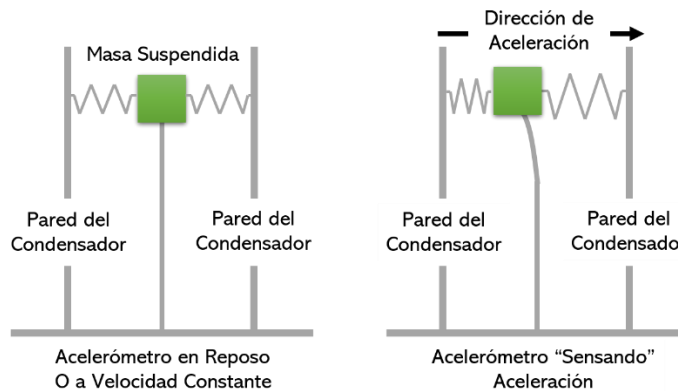 Masa Suspendida
Pared del
Condensador
Pared del
Condensador
Acelerómetro en Reposo
O a Velocidad Constante
Dirección de
Aceleración
Pared del
Condensador
Pared del
Condensado
Acelerómetro “Sensando”
Aceleración